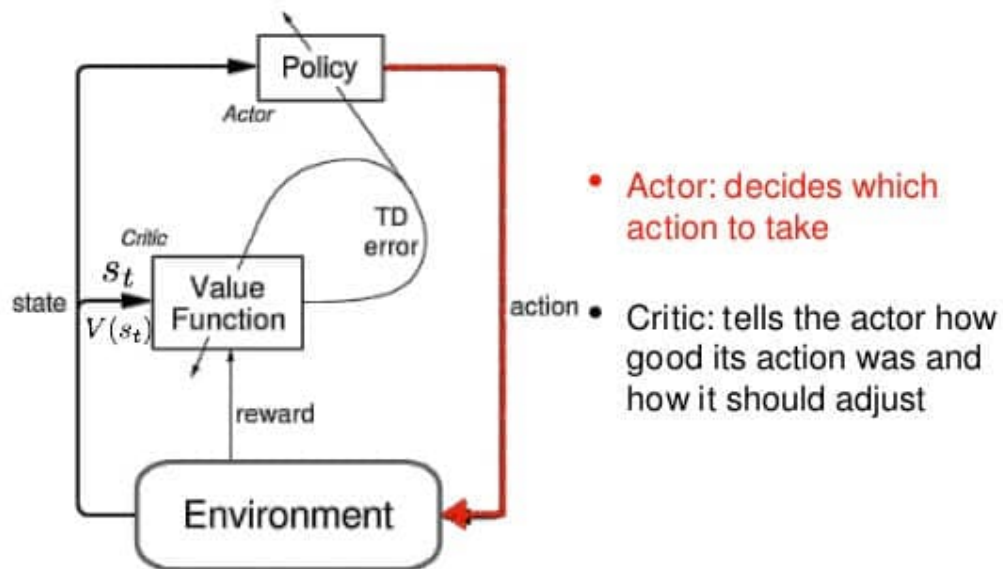 Policy
Actor
TD
error
Critic
s_t
state
V(s_t)
Value
Function
action
reward
Environment
• Actor: decides which
action to take
• Critic: tells the actor how
good its action was and
how it should adjust